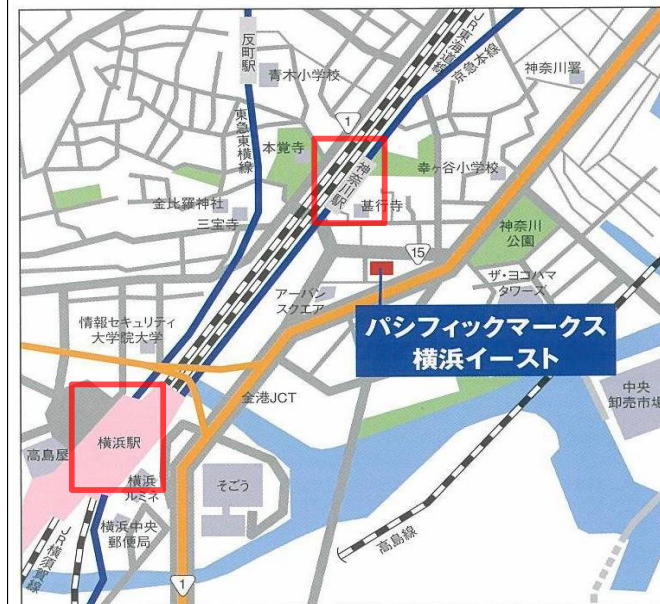 反町駅
青木小学校
JR東海道線
京急本線
神奈川署
1
東急東横線
本覚寺
神奈川駅
幸ヶ谷小学校
金比羅神社
三宝寺
甚行寺
神奈川
公園
15
アーバン
スクエア
ザ・ヨコハマ
タワーズ
パシフィックマークス
横浜イースト
情報セキュリティ
大学院大学
金港JCT
中央
卸売市場
横浜駅
高島屋
横浜
ルミネ
そごう
横浜中央
郵便局
高島線
JR横須賀線
1